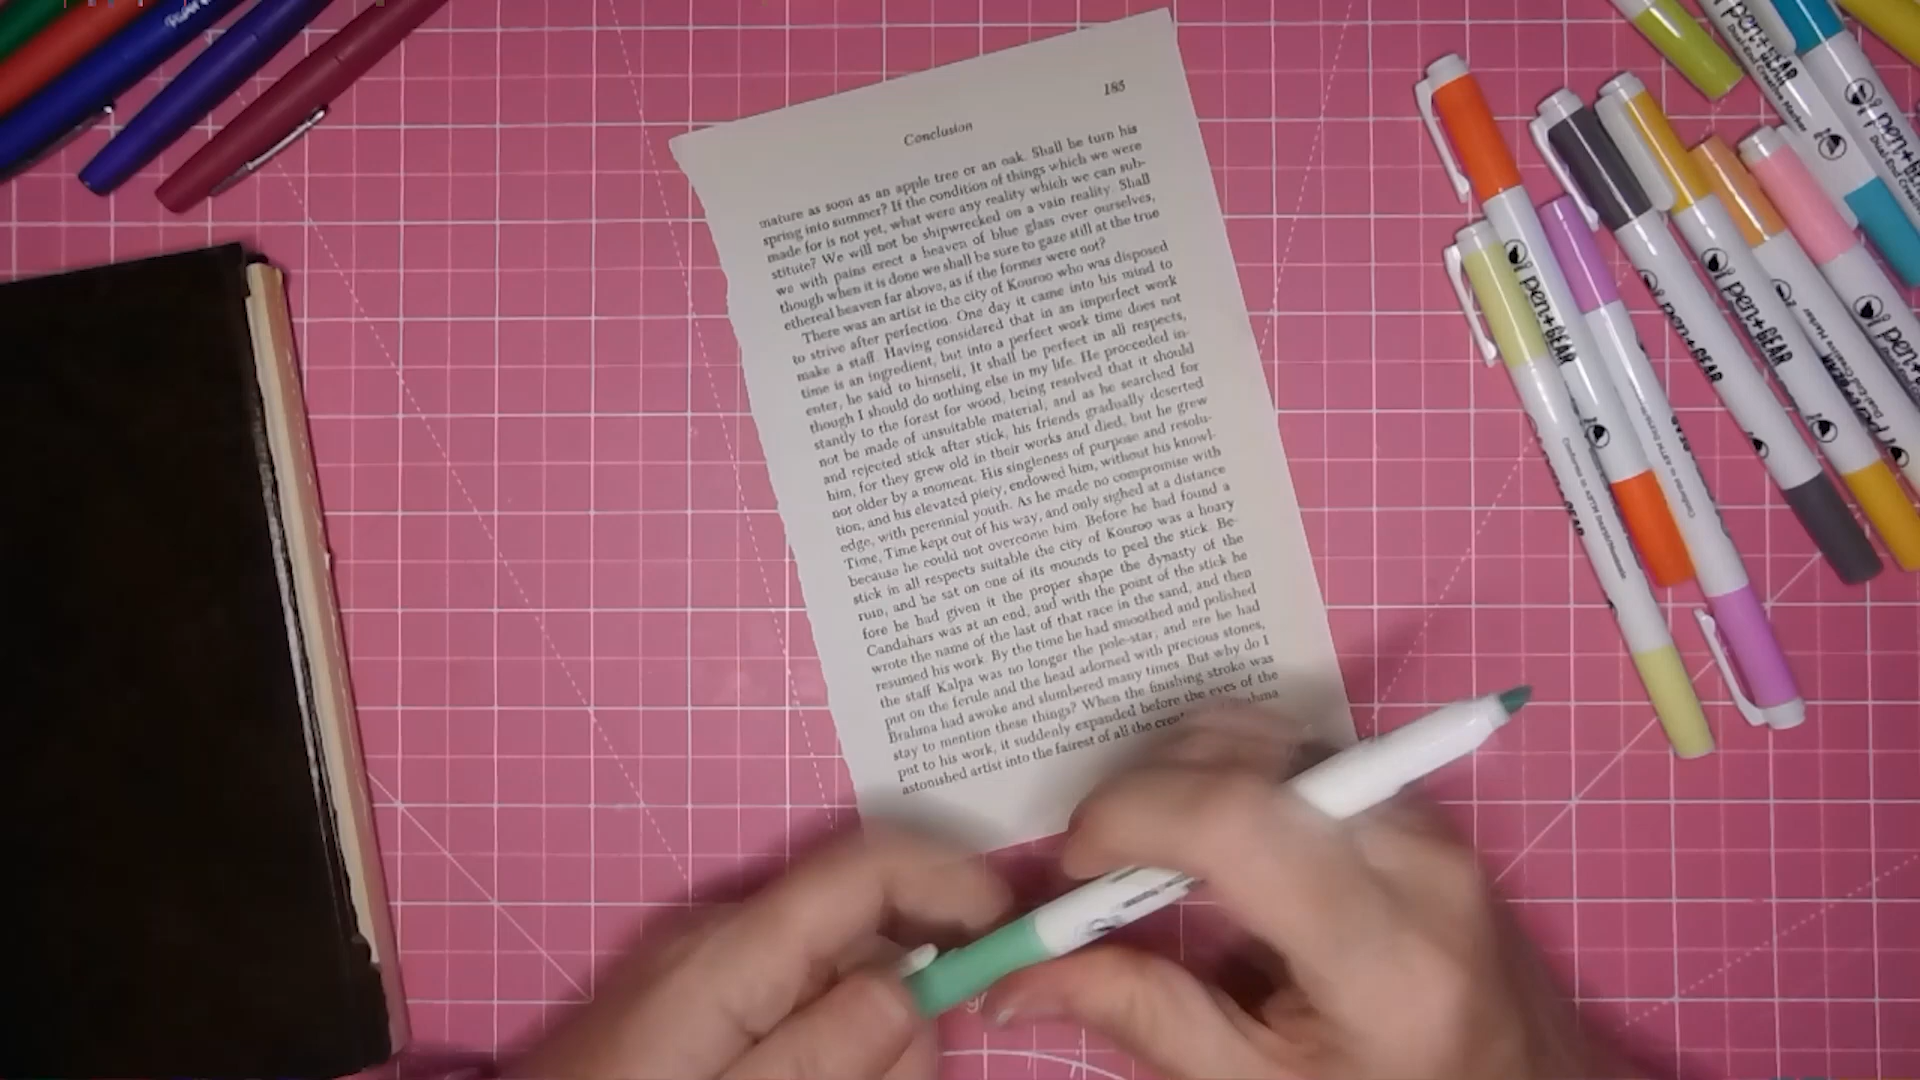 185
Conclusion
mature as soon as an apple tree or an oak. Shall he turn his
spring into summer? If the condition of things which we were
made for is not yet, what were any reality which we can sub-
stitute? We will not be shipwrecked on a vain reality. Shall
we with pains erect a heaven of blue glass over ourselves,
though when it is done we shall be sure to gaze still at the true
ethereal heaven far above, as if the former were not?
There was an artist in the city of Kouroo who was disposed
to strive after perfection. One day it came into his mind to
make a staff. Having considered that in an imperfect work
time is an ingredient, but into a perfect work time does not
enter, he said to himself, It shall be perfect in all respects,
though I should do nothing else in my life. He proceeded in-
stantly to the forest for wood, being resolved that it should
not be made of unsuitable material; and as he searched for
and rejected stick after stick, his friends gradually deserted
him, for they grew old in their works and died, but he grew
not older by a moment. His singleness of purpose and resolu-
tion, and his elevated piety, endowed him, without his knowl-
edge, with perennial youth. As he made no compromise with
Time, Time kept out of his way, and only sighed at a distance
because he could not overcome him. Before he had found a
stick in all respects suitable the city of Kouroo was a hoary
ruin, and he sat on one of its mounds to peel the stick. Be-
fore he had given it the proper shape the dynasty of the
Candahars was at an end, and with the point of the stick he
wrote the name of the last of that race in the sand, and then
resumed his work. By the time he had smoothed and polished
the staff Kalpa was no longer the pole-star; and ere he had
put on the ferule and the head adorned with precious stones,
Brahma had awoke and slumbered many times. But why do I
stay to mention these things? When the finishing stroke was
put to his work, it suddenly expanded before the eyes of the
astonished artist into the fairest of all the
pen+GEAR
Dual-End Creative Marker
pen+GEAR
Dual-End Creative
pen+GEAR
pen+GEAR
pen+GEAR
pen